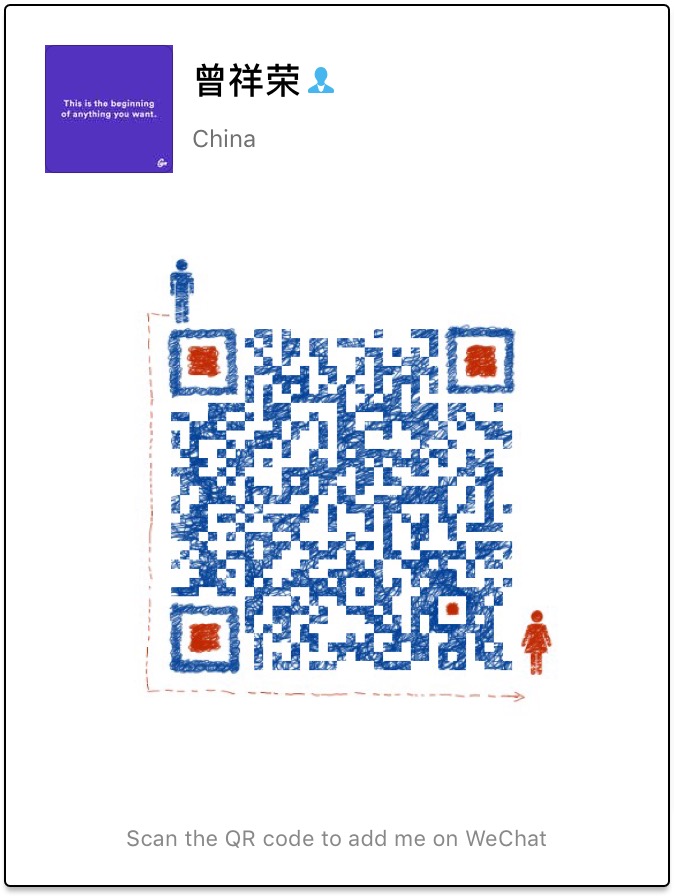 曾祥荣
China
This is the beginning
of anything you want.
Scan the QR code to add me on WeChat